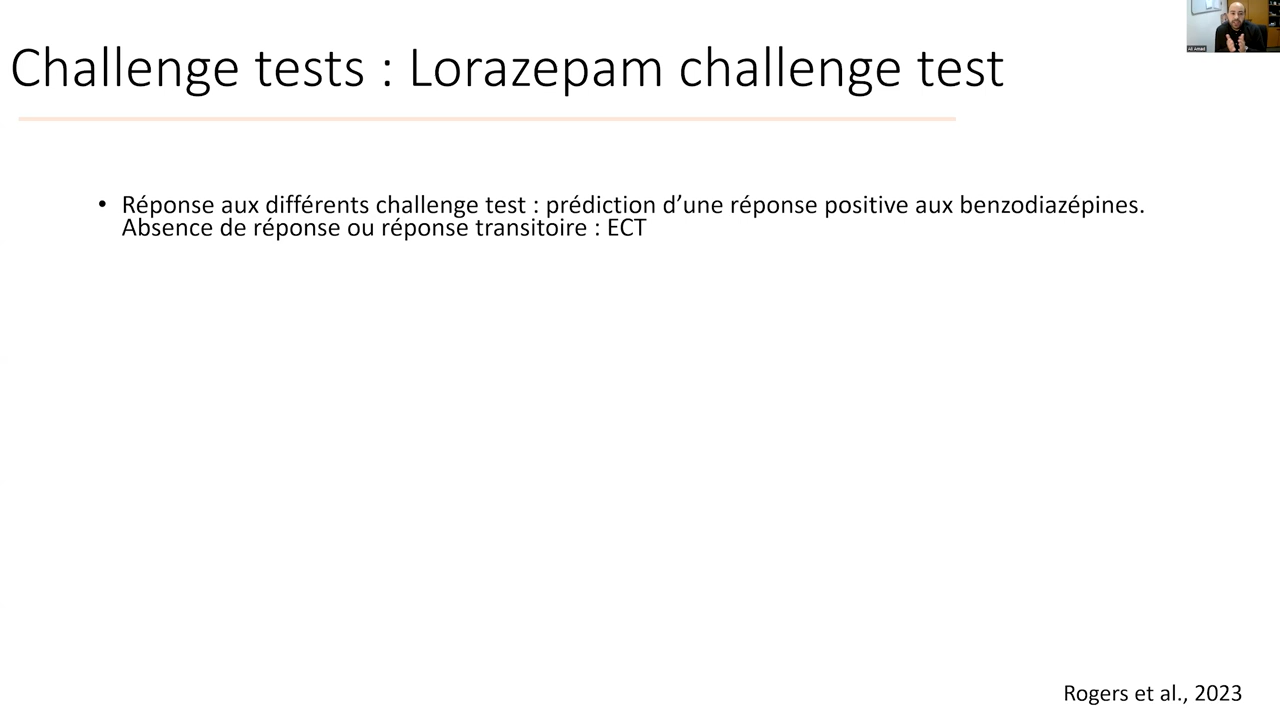 Challenge tests : Lorazepam challenge test
• Réponse aux différents challenge test : prédiction d’une réponse positive aux benzodiazépines.
Absence de réponse ou réponse transitoire : ECT
Rogers et al., 2023